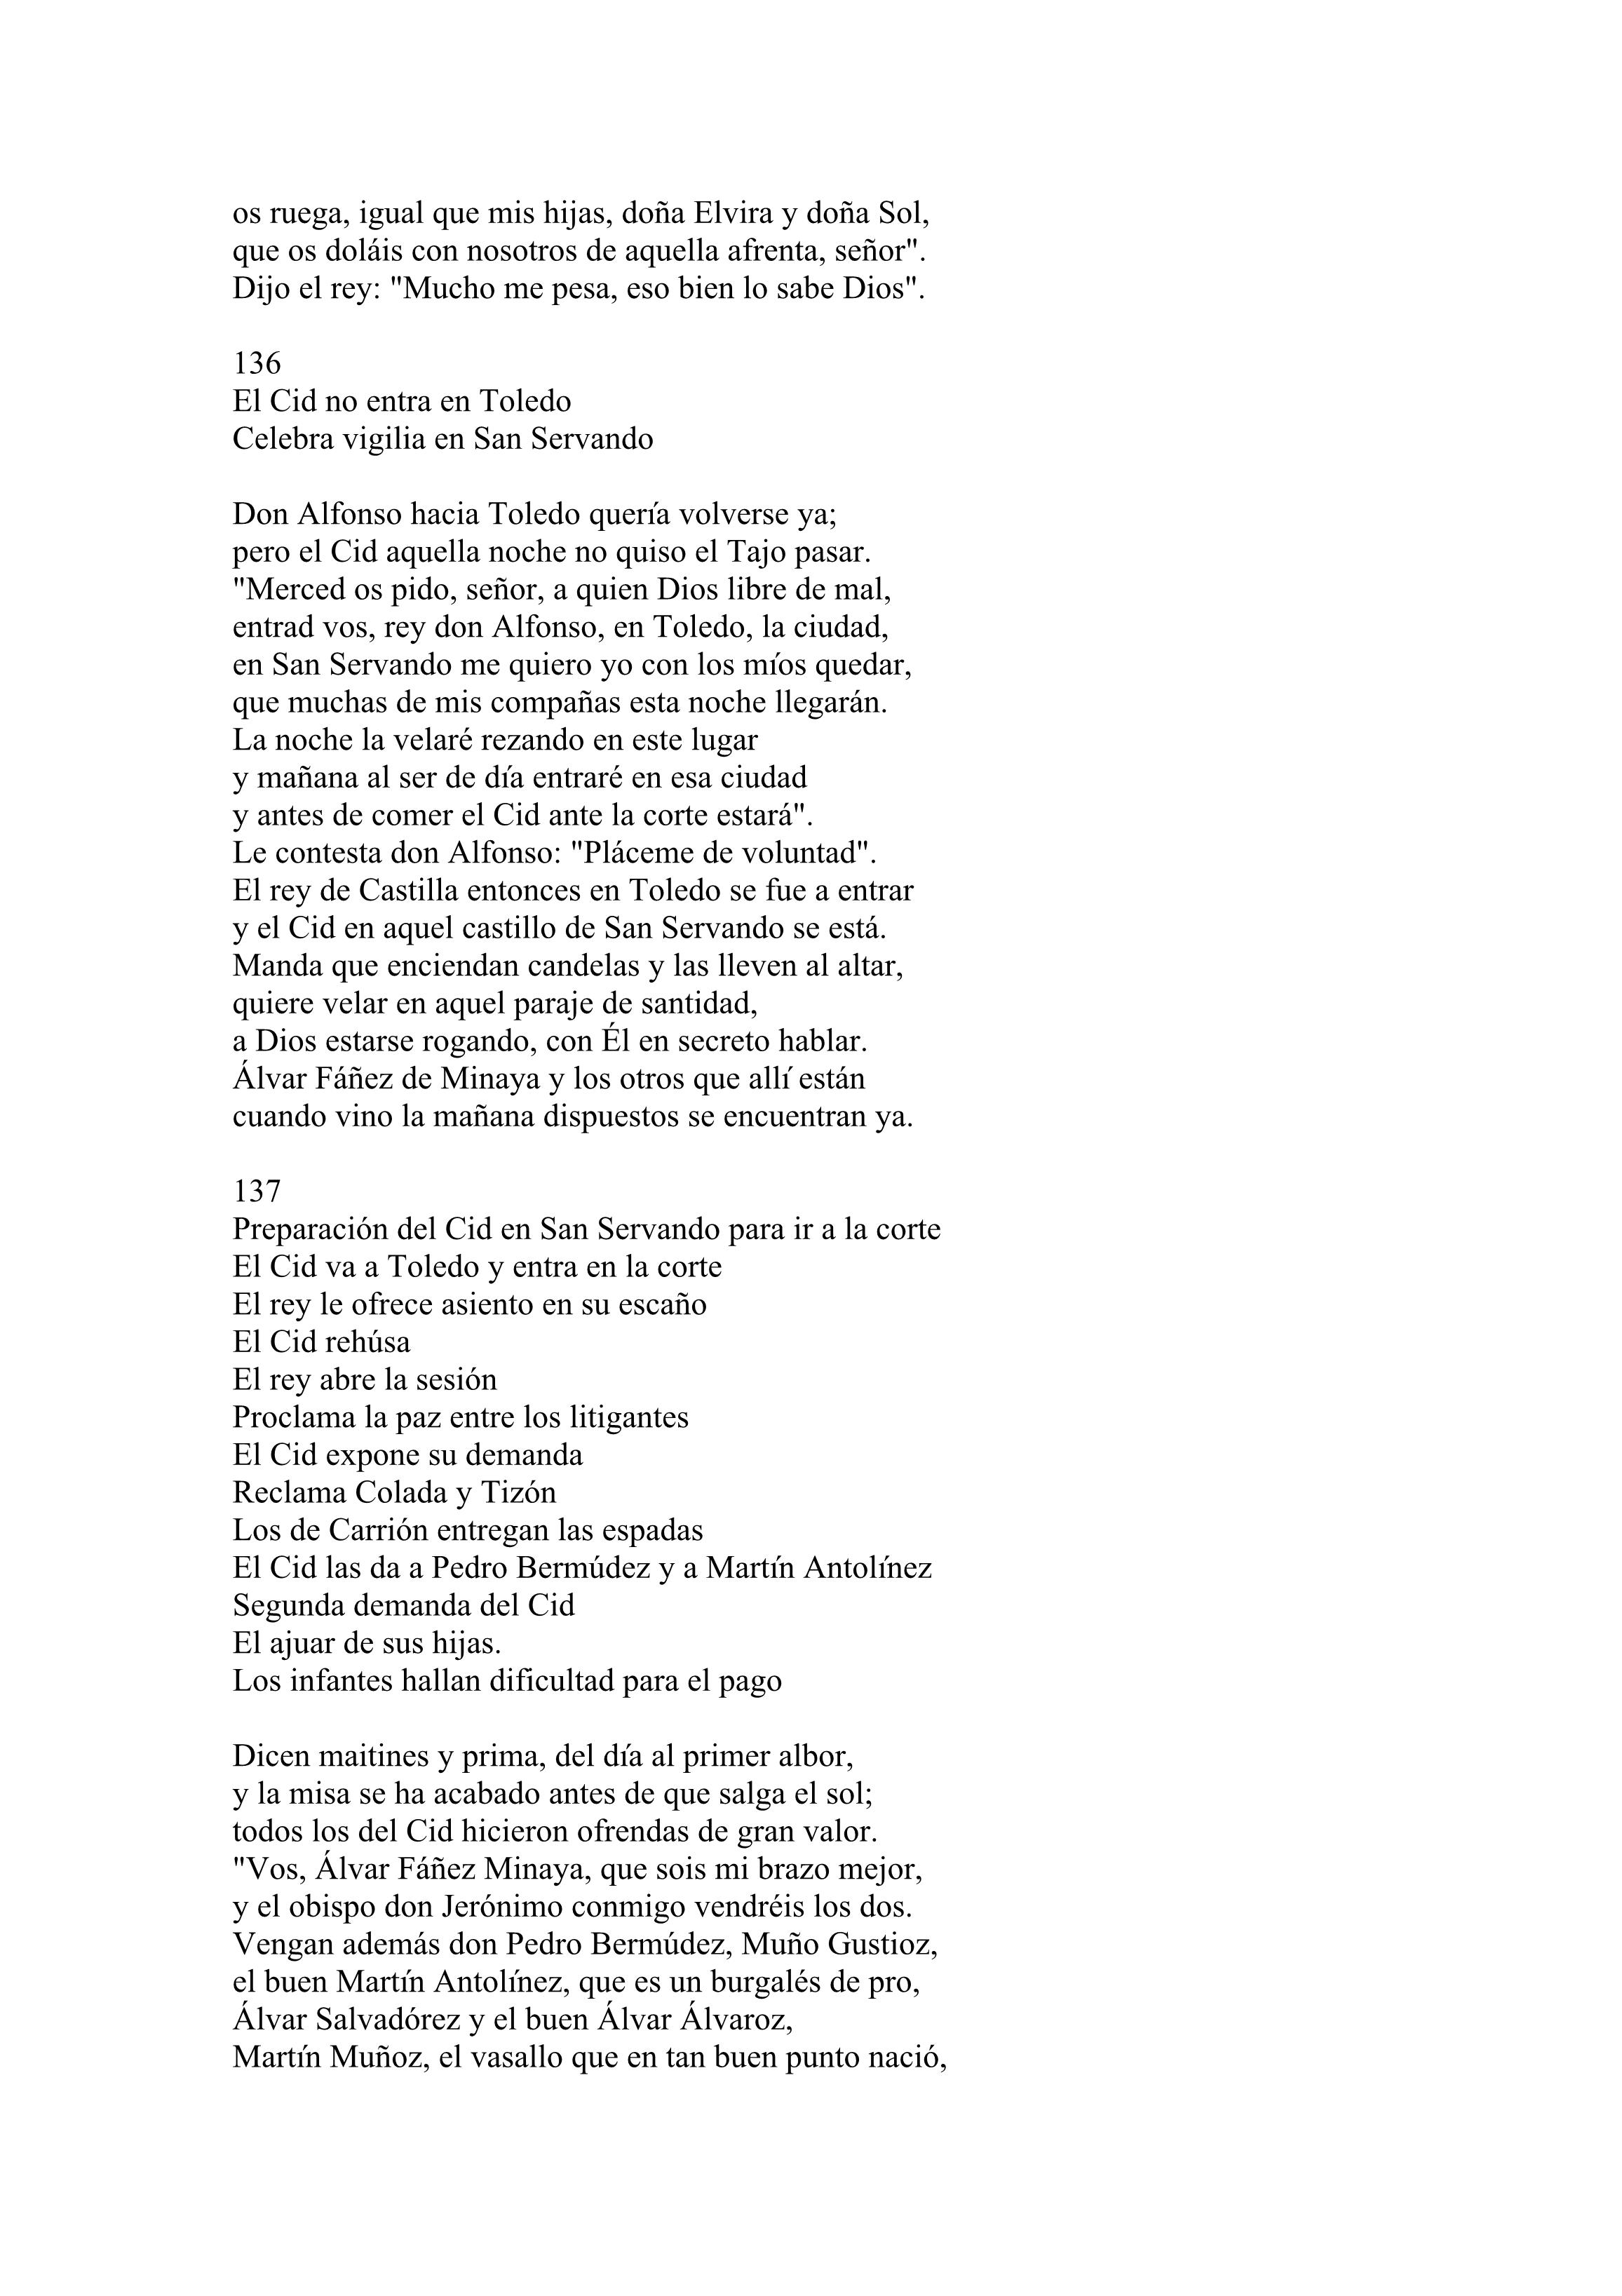 os ruega, igual que mis hijas, doña Elvira y doña Sol,
que os doláis con nosotros de aquella afrenta, señor".
Dijo el rey: "Mucho me pesa, eso bien lo sabe Dios".
136
El Cid no entra en Toledo
Celebra vigilia en San Servando
Don Alfonso hacia Toledo quería volverse ya;
pero el Cid aquella noche no quiso el Tajo pasar.
"Merced os pido, señor, a quien Dios libre de mal,
entrad vos, rey don Alfonso, en Toledo, la ciudad,
en San Servando me quiero yo con los míos quedar,
que muchas de mis compañas esta noche llegarán.
La noche la velaré rezando en este lugar
y mañana al ser de día entraré en esa ciudad
y antes de comer el Cid ante la corte estará".
Le contesta don Alfonso: "Pláceme de voluntad".
El rey de Castilla entonces en Toledo se fue a entrar
y el Cid en aquel castillo de San Servando se está.
Manda que enciendan candelas y las lleven al altar,
quiere velar en aquel paraje de santidad,
a Dios estarse rogando, con Él en secreto hablar.
Álvar Fáñez de Minaya y los otros que allí están
cuando vino la mañana dispuestos se encuentran ya.
137
Preparación del Cid en San Servando para ir a la corte
El Cid va a Toledo y entra en la corte
El rey le ofrece asiento en su escaño
El Cid rehúsa
El rey abre la sesión
Proclama la paz entre los litigantes
El Cid expone su demanda
Reclama Colada y Tizón
Los de Carrión entregan las espadas
El Cid las da a Pedro Bermúdez y a Martín Antolínez
Segunda demanda del Cid
El ajuar de sus hijas.
Los infantes hallan dificultad para el pago
Dicen maitines y prima, del día al primer albor,
y la misa se ha acabado antes de que salga el sol;
todos los del Cid hicieron ofrendas de gran valor.
"Vos, Álvar Fáñez Minaya, que sois mi brazo mejor,
y el obispo don Jerónimo conmigo vendréis los dos.
Vengan además don Pedro Bermúdez, Muño Gustioz,
el buen Martín Antolínez, que es un burgalés de pro,
Álvar Salvadórez y el buen Álvar Álvaroz,
Martín Muñoz, el vasallo que en tan buen punto nació,